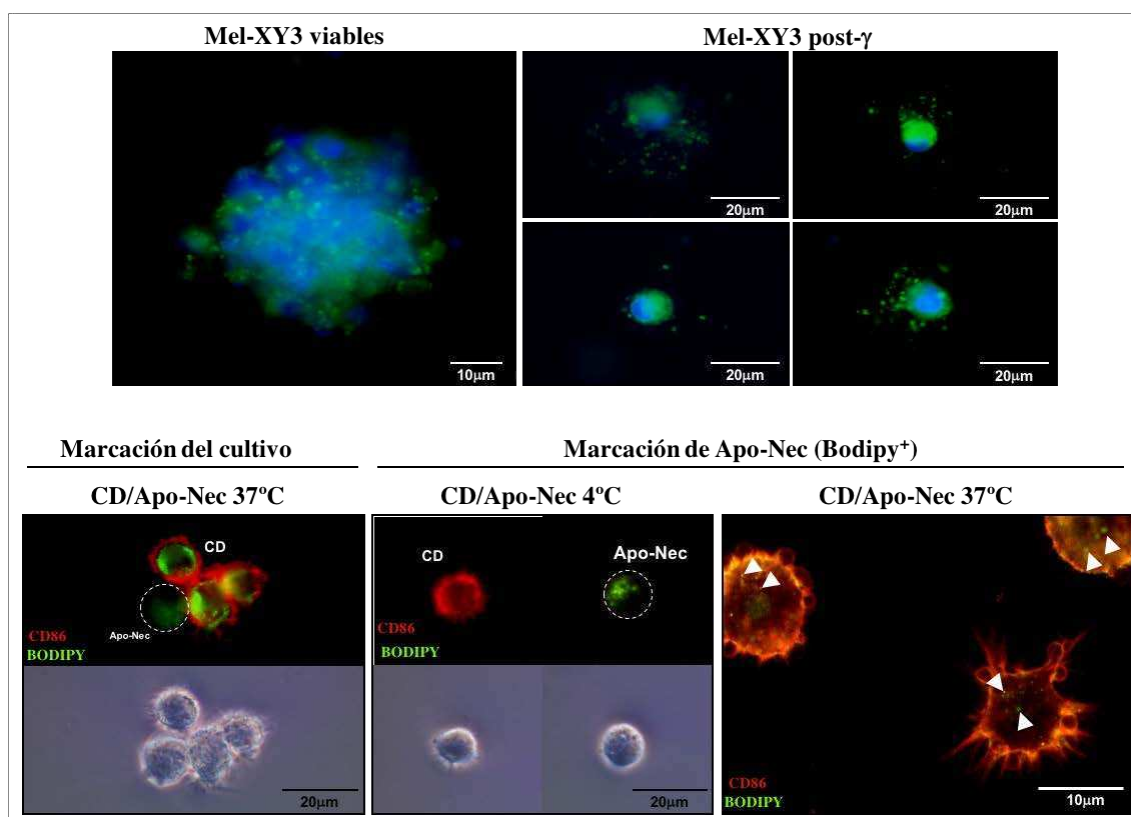 Mel-XY3 viables
Mel-XY3 post-γ
10μm
20μm
20μm
20μm
20μm
Marcación del cultivo
Marcación de Apo-Nec (Bodipy⁺)
CD/Apo-Nec 37ºC
CD/Apo-Nec 4ºC
CD/Apo-Nec 37ºC
CD
Apo-Nec
CD86
BODIPY
20μm
CD
Apo-Nec
CD86
BODIPY
20μm
CD86
BODIPY
10μm